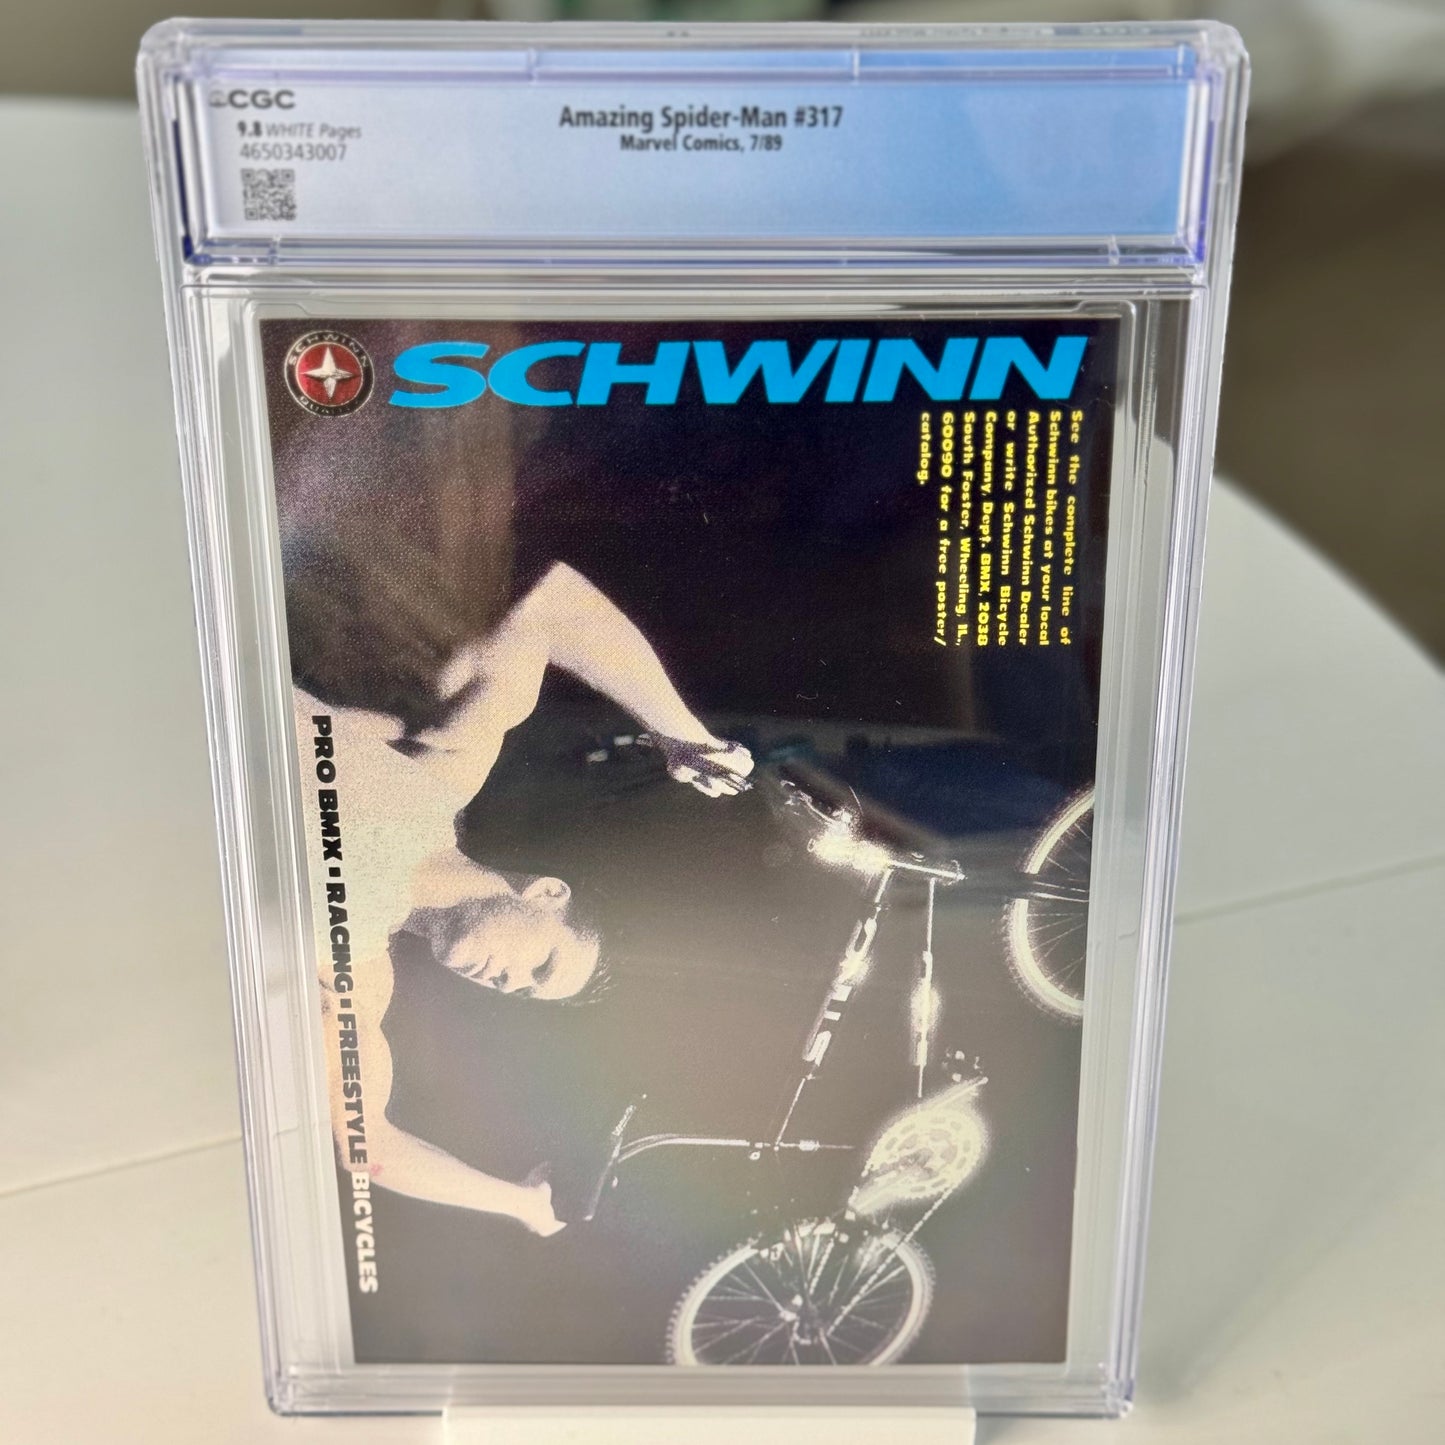 CGC
9.8 WHITE Pages
4650343007
Amazing Spider-Man #317
Marvel Comics, 7/89
SCHWINN
QUALITY
SCHWINN
See the complete line of
Schwinn bikes at your local
Authorized Schwinn Dealer
or write Schwinn Bicycle
Company, Dept. BMX, 2038
South Foster, Wheeling, IL,
60090 for a free poster/
catalog.
PRO BMX▪RACING▪FREESTYLE BICYCLES